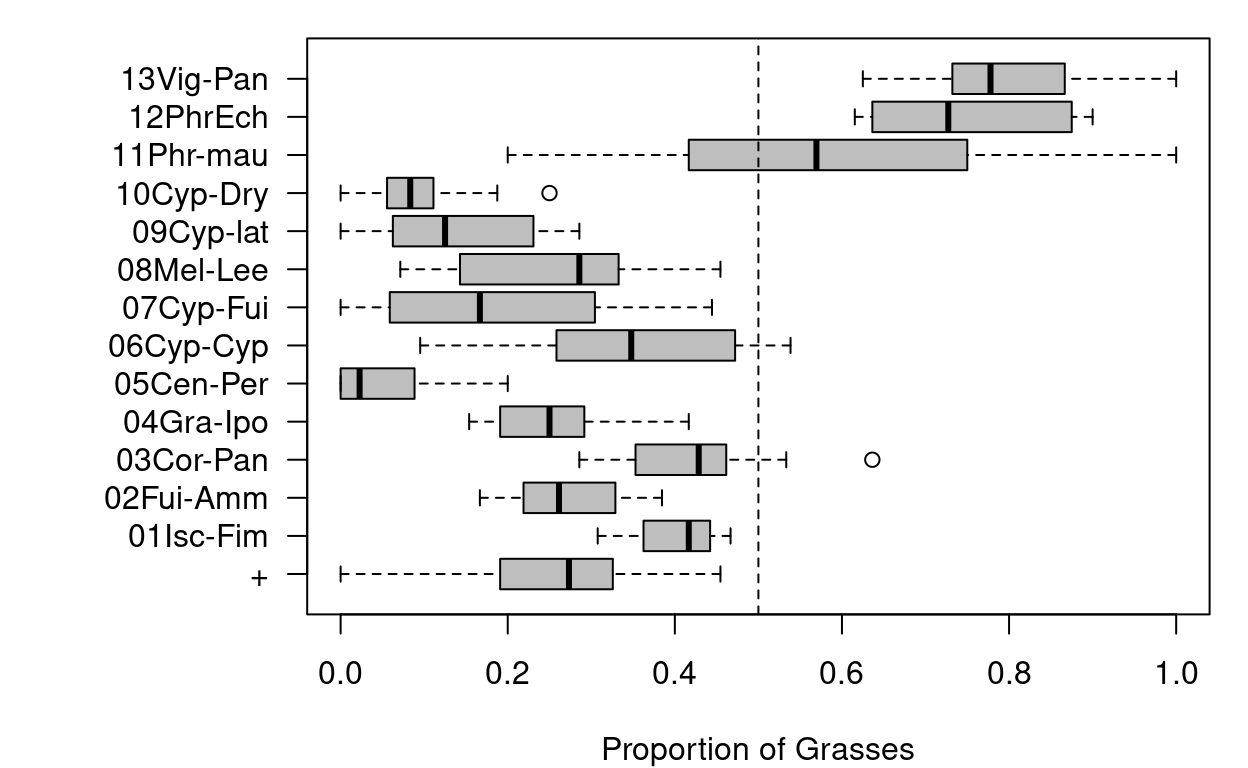 13Vig-Pan
12PhrEch
11Phr-mau
10Cyp-Dry
09Cyp-lat
08Mel-Lee
07Cyp-Fui
06Cyp-Cyp
05Cen-Per
04Gra-Ipo
03Cor-Pan
02Fui-Amm
01Isc-Fim
+
0.0 0.2 0.4 0.6 0.8 1.0
Proportion of Grasses